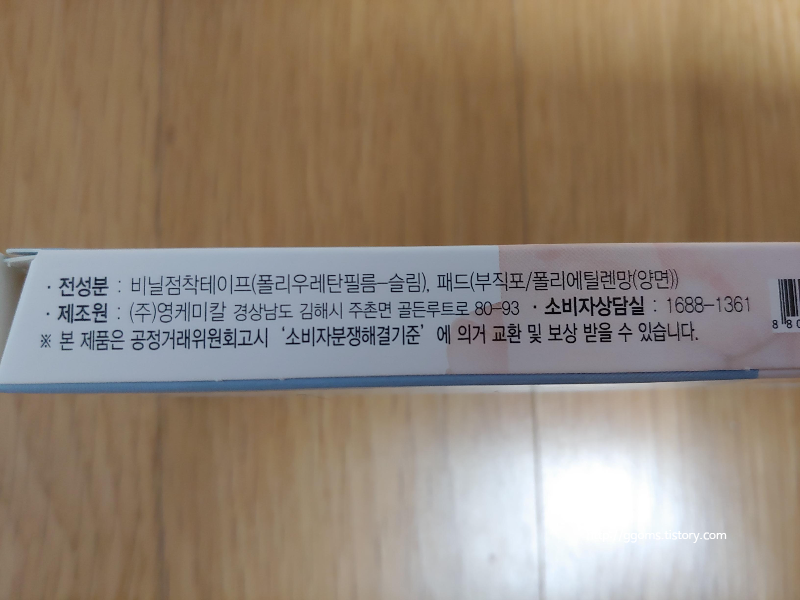 · 전성분 : 비닐점착테이프(폴리우레탄필름-슬림), 패드(부직포/폴리에틸렌망(양면))
· 제조원 : (주)영케미칼 경상남도 김해시 주촌면 골든루트로 80-93 · 소비자상담실 : 1688-1361
※ 본 제품은 공정거래위원회고시 '소비자분쟁해결기준' 에 의거 교환 및 보상 받을 수 있습니다.
8 80